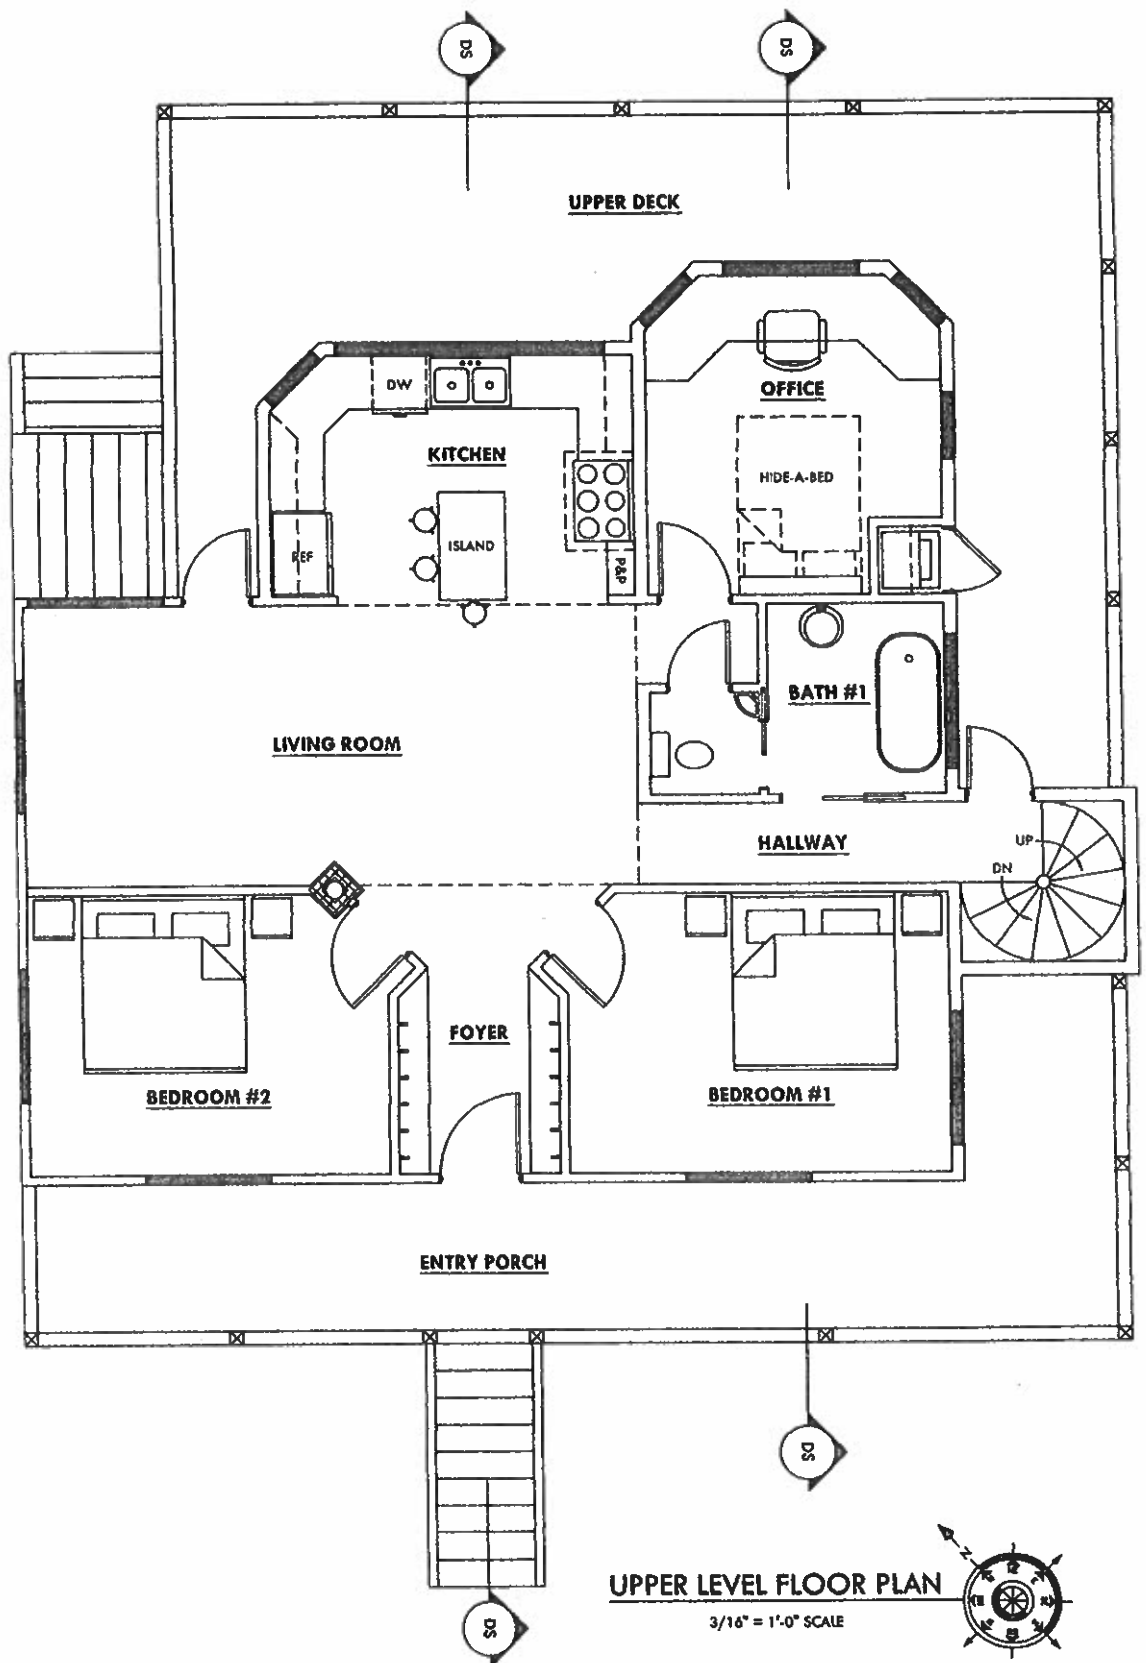 DS
DS
UPPER DECK
DW
OFFICE
KITCHEN
HIDE-A-BED
ISLAND
REF
P&P
BATH #1
LIVING ROOM
HALLWAY
UP
DN
FOYER
BEDROOM #2
BEDROOM #1
ENTRY PORCH
DS
N
UPPER LEVEL FLOOR PLAN
3/16" = 1'-0" SCALE
DS